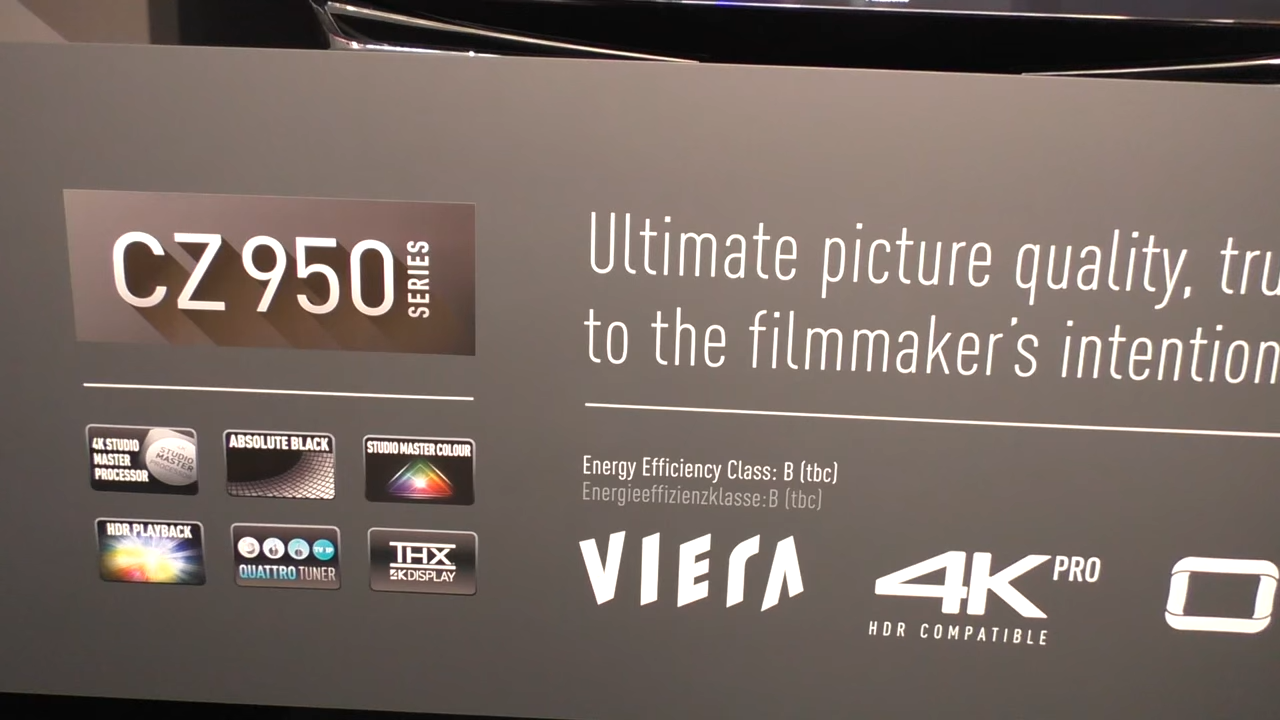 CZ 950 SERIES
Ultimate picture quality,
to the filmmaker's intention
4K STUDIO
MASTER
PROCESSOR
STUDIO
MASTER
PROCESSOR
ABSOLUTE BLACK
STUDIO MASTER COLOUR
HDR PLAYBACK
TV>IP
QUATTRO TUNER
THX
4K DISPLAY
Energy Efficiency Class: B (tbc)
Energieeffizienzklasse:B (tbc)
VIERA
4K PRO
HDR COMPATIBLE